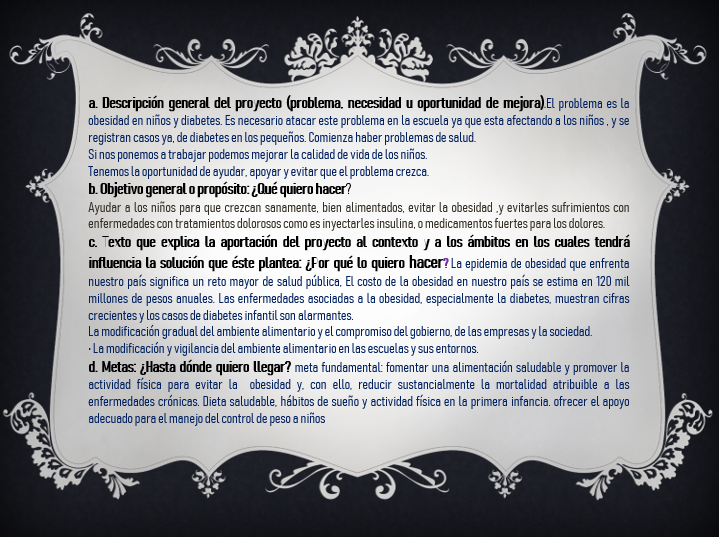 a. Descripción general del proyecto (problema, necesidad u oportunidad de mejora).El problema es la
obesidad en niños y diabetes. Es necesario atacar este problema en la escuela ya que esta afectando a los niños , y se
registran casos ya, de diabetes en los pequeños. Comienza haber problemas de salud.
Si nos ponemos a trabajar podemos mejorar la calidad de vida de los niños.
Tenemos la oportunidad de ayudar, apoyar y evitar que el problema crezca.
b. Objetivo general o propósito: ¿Qué quiero hacer?
Ayudar a los niños para que crezcan sanamente, bien alimentados, evitar la obesidad ,y evitarles sufrimientos con
enfermedades con tratamientos dolorosos como es inyectarles insulina, o medicamentos fuertes para los dolores.
c. Texto que explica la aportación del proyecto al contexto y a los ámbitos en los cuales tendrá
influencia la solución que éste plantea: ¿Por qué lo quiero hacer? La epidemia de obesidad que enfrenta
nuestro país significa un reto mayor de salud pública, El costo de la obesidad en nuestro país se estima en 120 mil
millones de pesos anuales. Las enfermedades asociadas a la obesidad, especialmente la diabetes, muestran cifras
crecientes y los casos de diabetes infantil son alarmantes.
La modificación gradual del ambiente alimentario y el compromiso del gobierno, de las empresas y la sociedad.
· La modificación y vigilancia del ambiente alimentario en las escuelas y sus entornos.
d. Metas: ¿Hasta dónde quiero llegar? meta fundamental: fomentar una alimentación saludable y promover la
actividad física para evitar la obesidad y, con ello, reducir sustancialmente la mortalidad atribuible a las
enfermedades crónicas. Dieta saludable, hábitos de sueño y actividad física en la primera infancia. ofrecer el apoyo
adecuado para el manejo del control de peso a niños